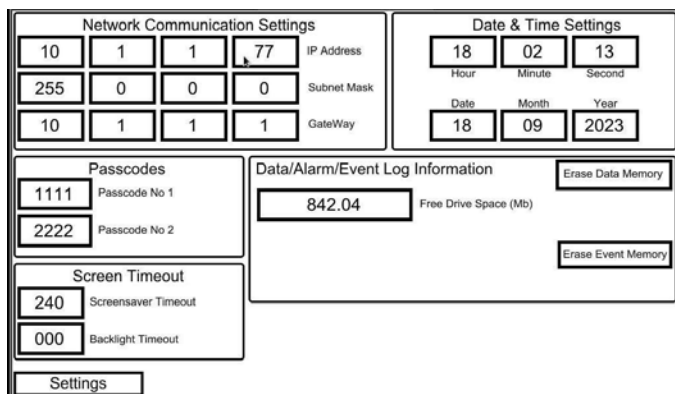 Network Communication Settings
10 1 1 77 IP Address
255 0 0 0 Subnet Mask
10 1 1 1 GateWay
Date & Time Settings
18 02 13
Hour Minute Second
Date Month Year
18 09 2023
Passcodes
1111 Passcode No 1
2222 Passcode No 2
Data/Alarm/Event Log Information
Erase Data Memory
842.04 Free Drive Space (Mb)
Erase Event Memory
Screen Timeout
240 Screensaver Timeout
000 Backlight Timeout
Settings